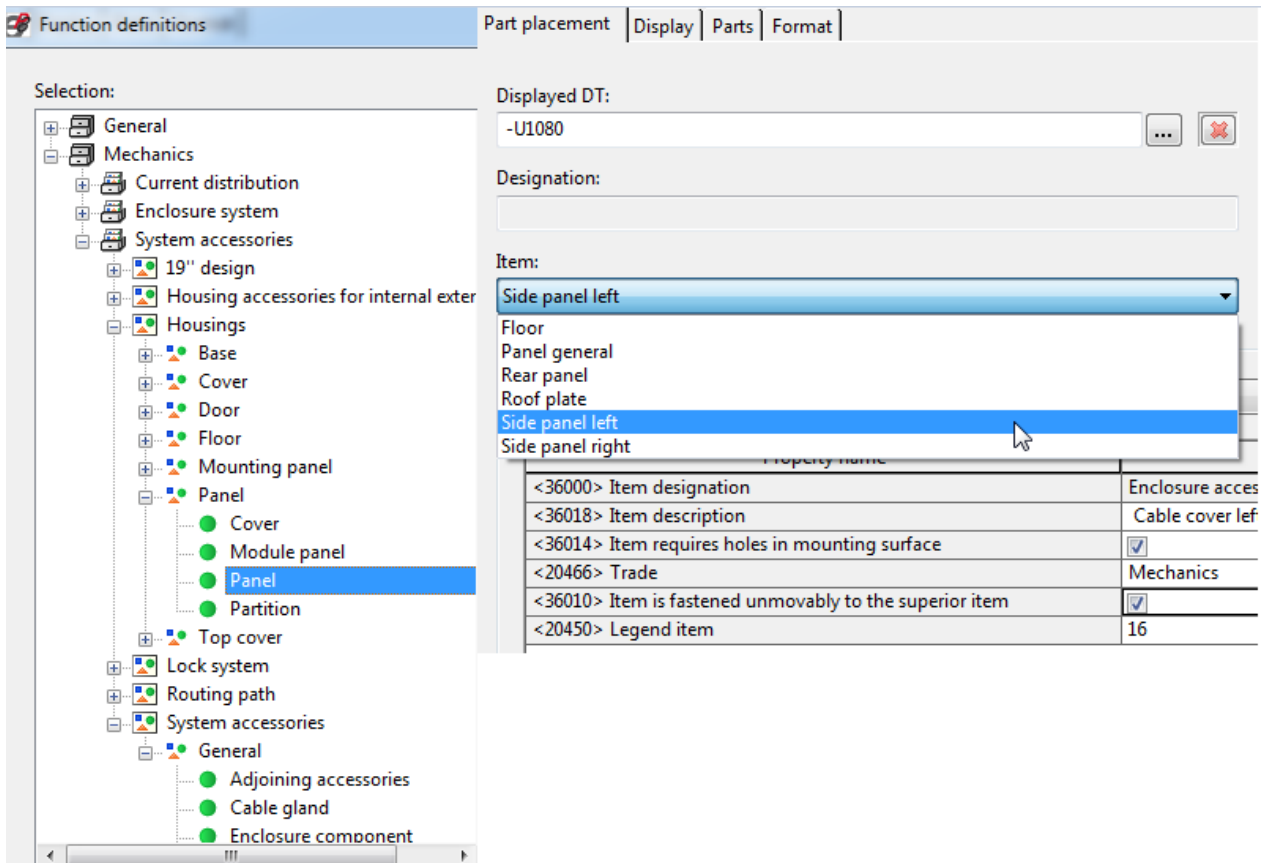 Function definitions
Selection:
General
Mechanics
Current distribution
Enclosure system
System accessories
19'' design
Housing accessories for internal exter
Housings
Base
Cover
Door
Floor
Mounting panel
Panel
Cover
Module panel
Panel
Partition
Top cover
Lock system
Routing path
System accessories
General
Adjoining accessories
Cable gland
Enclosure component
Part placement Display Parts Format
Displayed DT:
-U1080
...
Designation:
Item:
Side panel left
Floor
Panel general
Rear panel
Roof plate
Side panel left
Side panel right
Property name
<36000> Item designation Enclosure acces
<36018> Item description Cable cover lef
<36014> Item requires holes in mounting surface
<20466> Trade Mechanics
<36010> Item is fastened unmovably to the superior item
<20450> Legend item 16